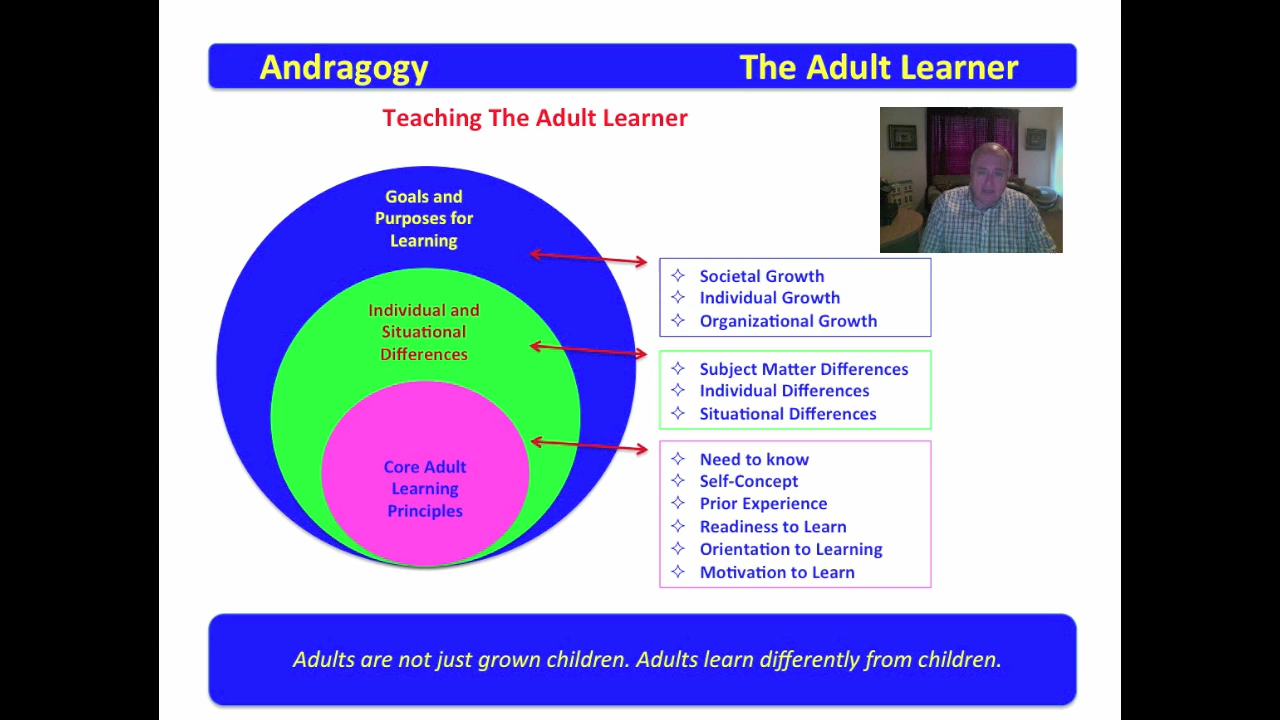 Andragogy The Adult Learner
Teaching The Adult Learner
Goals and
Purposes for
Learning
Individual and
Situational
Differences
Core Adult
Learning
Principles
Societal Growth
Individual Growth
Organizational Growth
Subject Matter Differences
Individual Differences
Situational Differences
Need to know
Self-Concept
Prior Experience
Readiness to Learn
Orientation to Learning
Motivation to Learn
Adults are not just grown children. Adults learn differently from children.